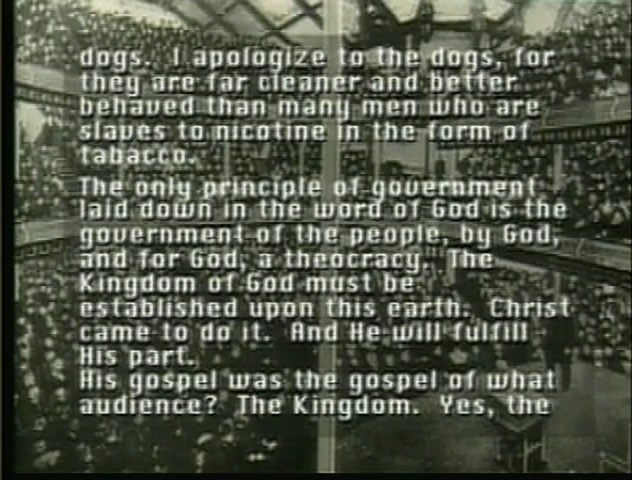 dogs. I apologize to the dogs, for
they are far cleaner and better
behaved than many men who are
slaves to nicotine in the form of
tabacco.
The only principle of government
laid down in the word of God is the
government of the people, by God,
and for God, a theocracy. The
Kingdom of God must be
established upon this earth. Christ
came to do it. And He will fulfill
His part.
His gospel was the gospel of what
audience? The Kingdom. Yes, the